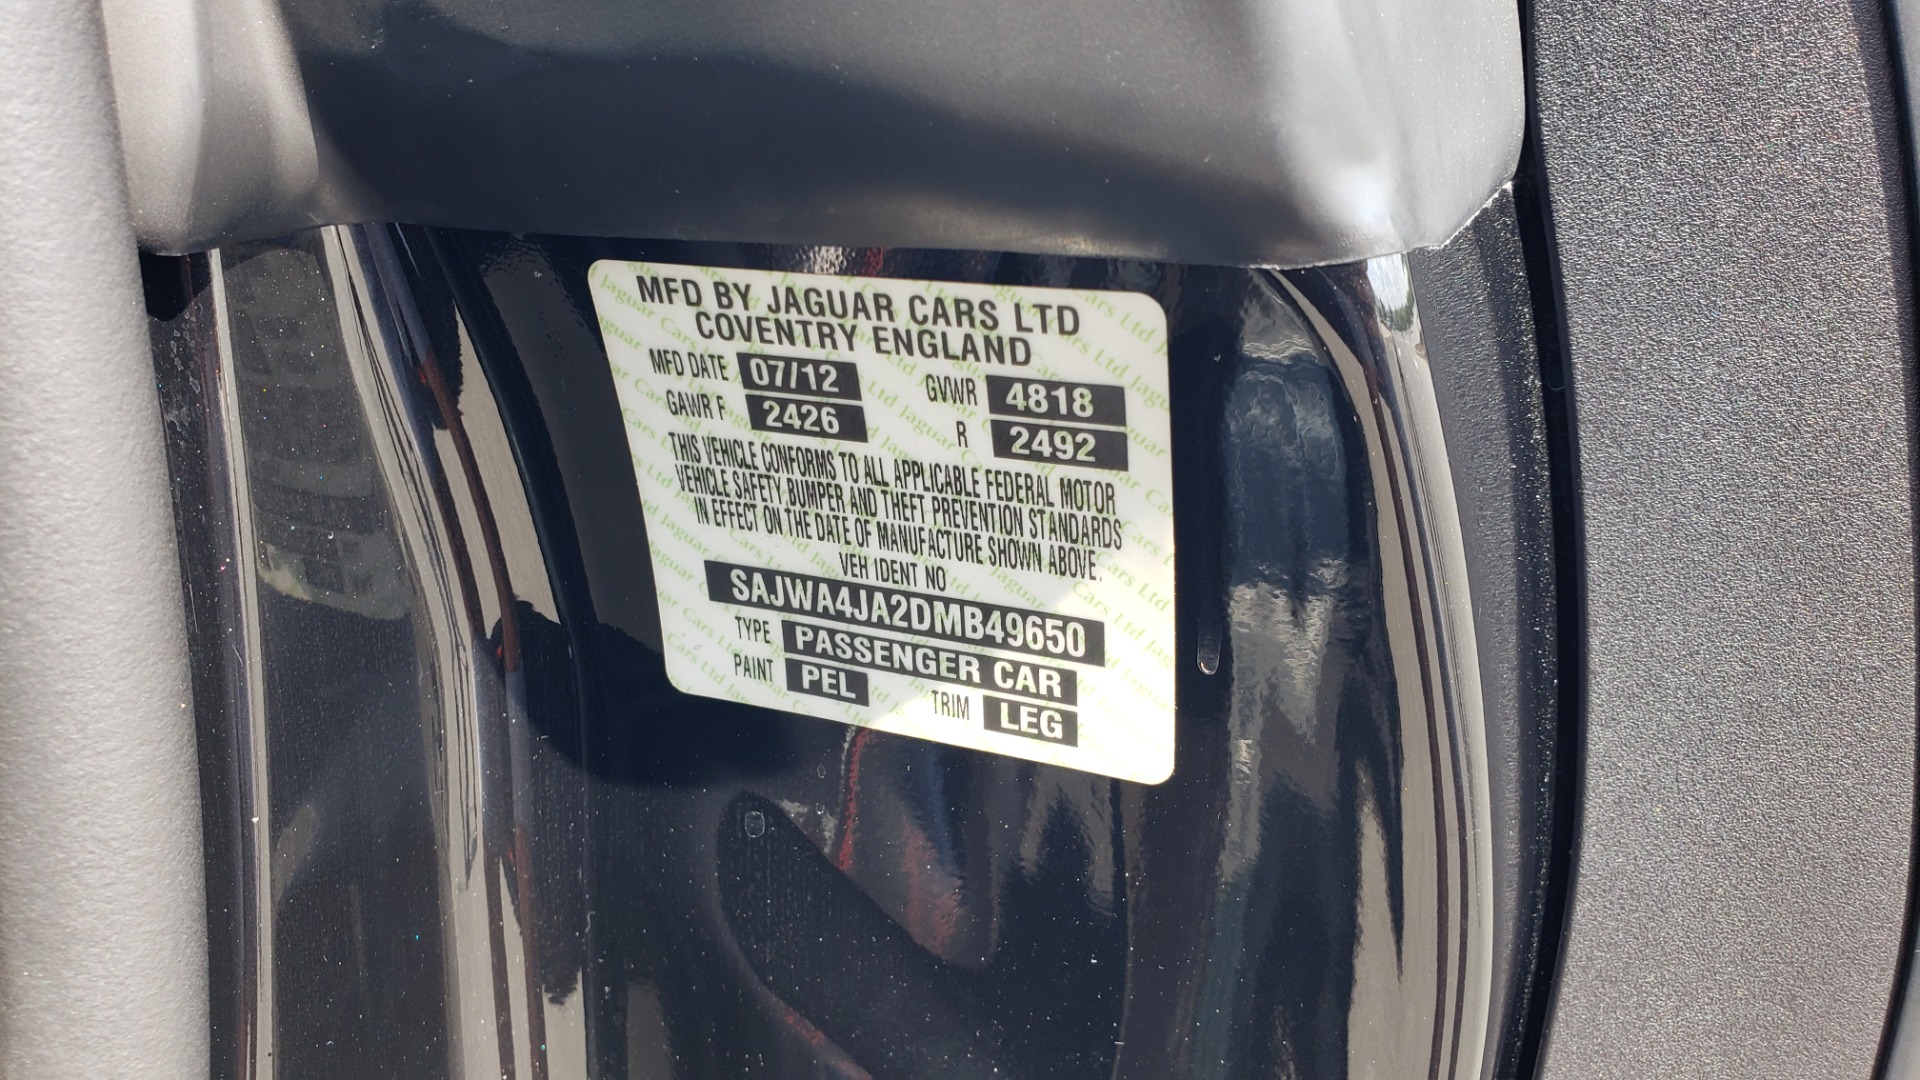 MFD BY JAGUAR CARS LTD
COVENTRY ENGLAND
MFD DATE 07/12 GVWR 4818
GAWR F 2426 R 2492
THIS VEHICLE CONFORMS TO ALL APPLICABLE FEDERAL MOTOR
VEHICLE SAFETY, BUMPER AND THEFT PREVENTION STANDARDS
IN EFFECT ON THE DATE OF MANUFACTURE SHOWN ABOVE.
VEH IDENT NO
SAJWA4JA2DMB49650
TYPE PASSENGER CAR
PAINT PEL TRIM LEG